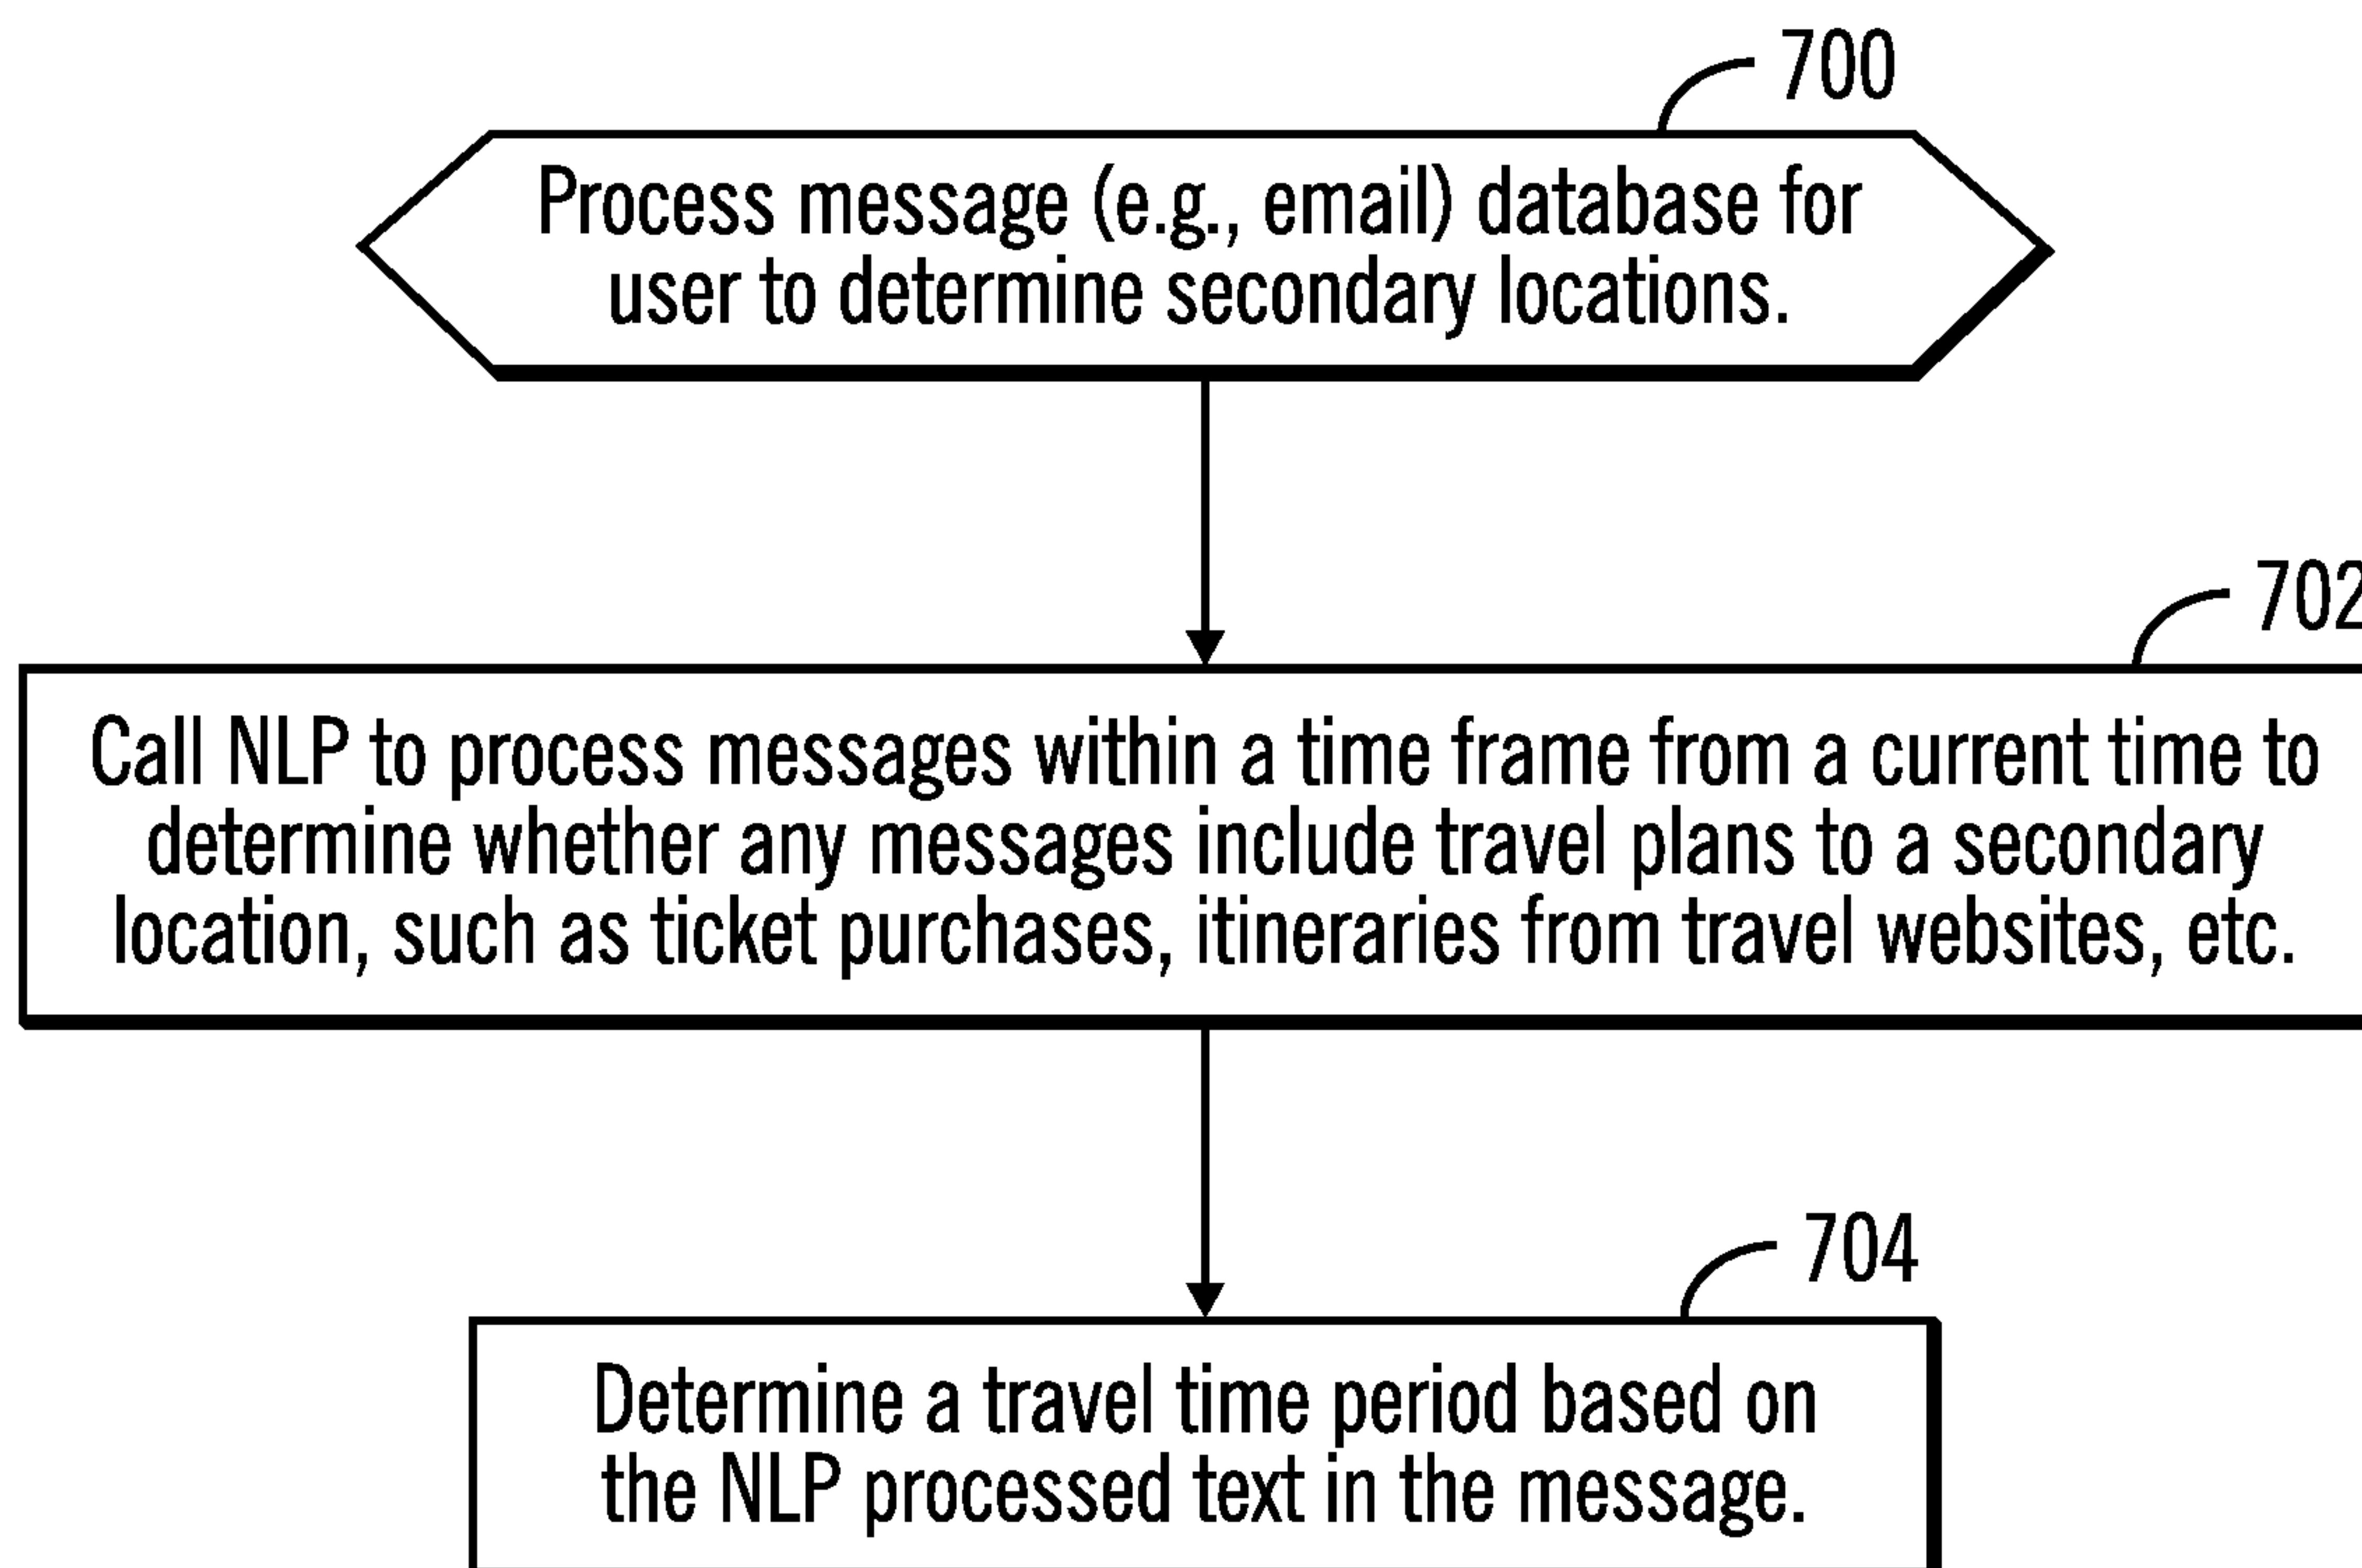 700
Process message (e.g., email) database for
user to determine secondary locations.
702
Call NLP to process messages within a time frame from a current time to
determine whether any messages include travel plans to a secondary
location, such as ticket purchases, itineraries from travel websites, etc.
704
Determine a travel time period based on
the NLP processed text in the message.